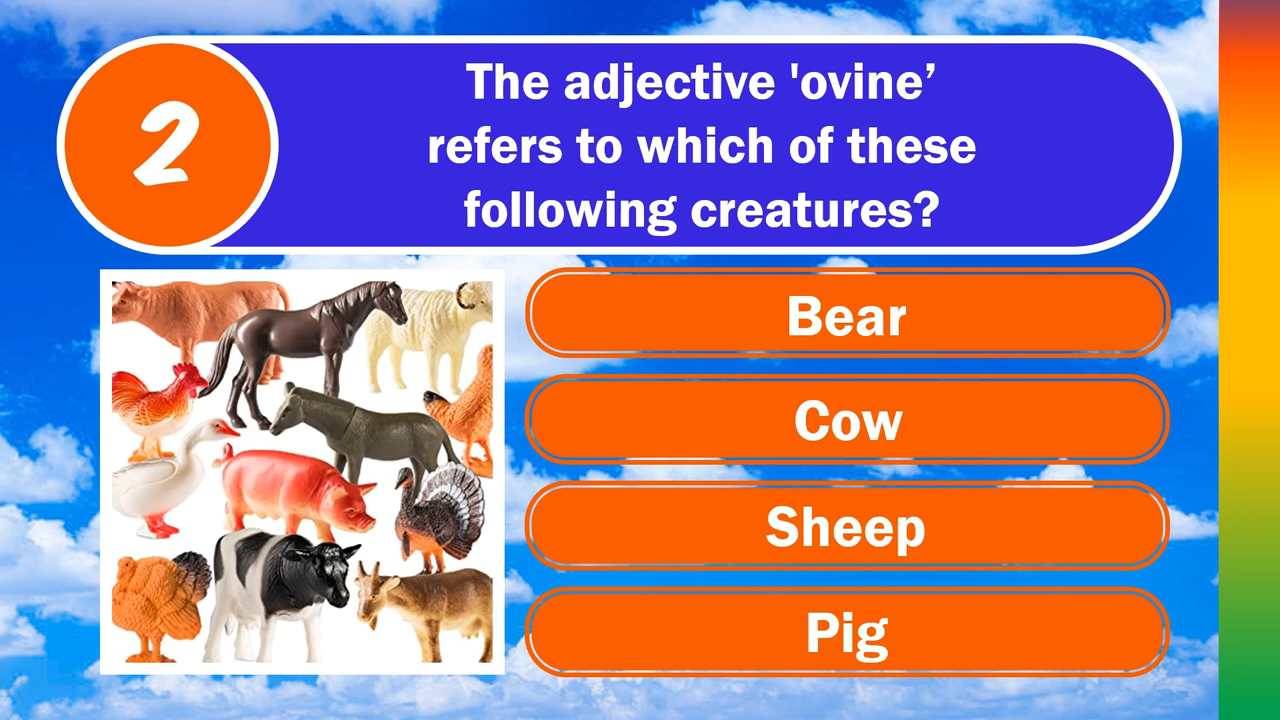 2
The adjective 'ovine’
refers to which of these
following creatures?
Bear
Cow
Sheep
Pig